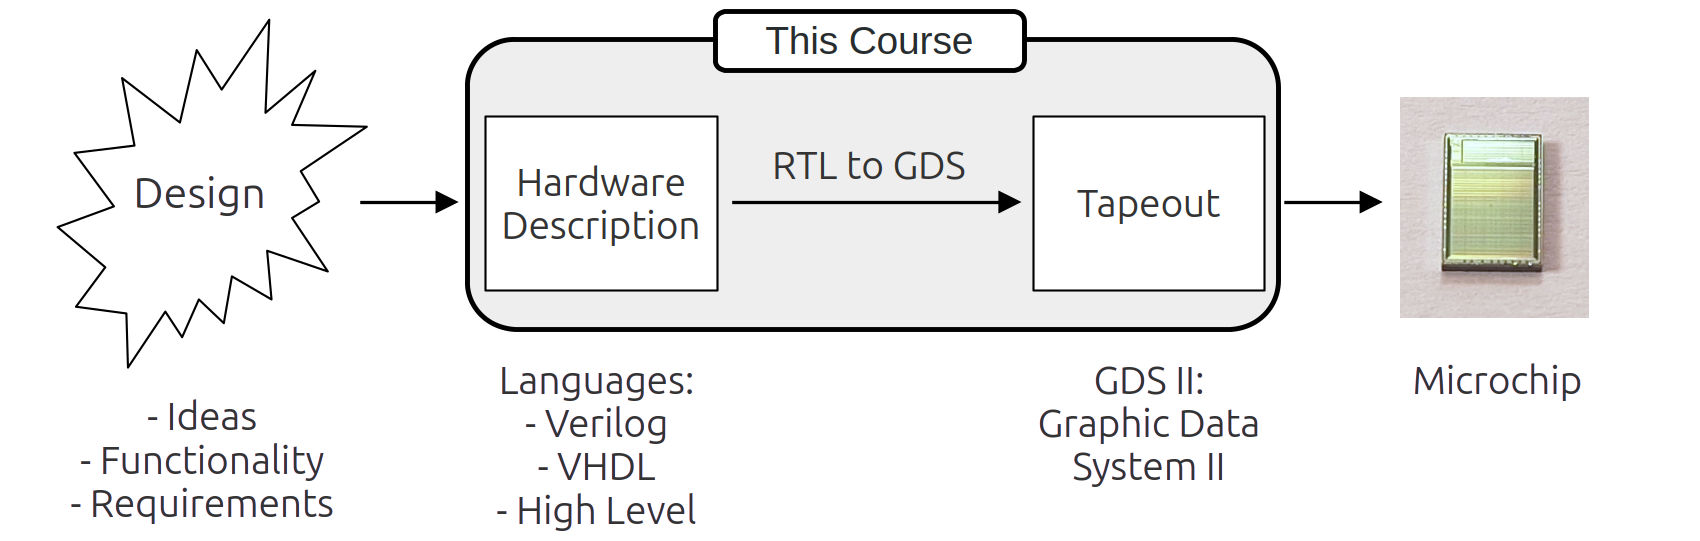 This Course
Design
Hardware
Description
RTL to GDS
Tapeout
- Ideas
- Functionality
- Requirements
Languages:
- Verilog
- VHDL
- High Level
GDS II:
Graphic Data
System II
Microchip